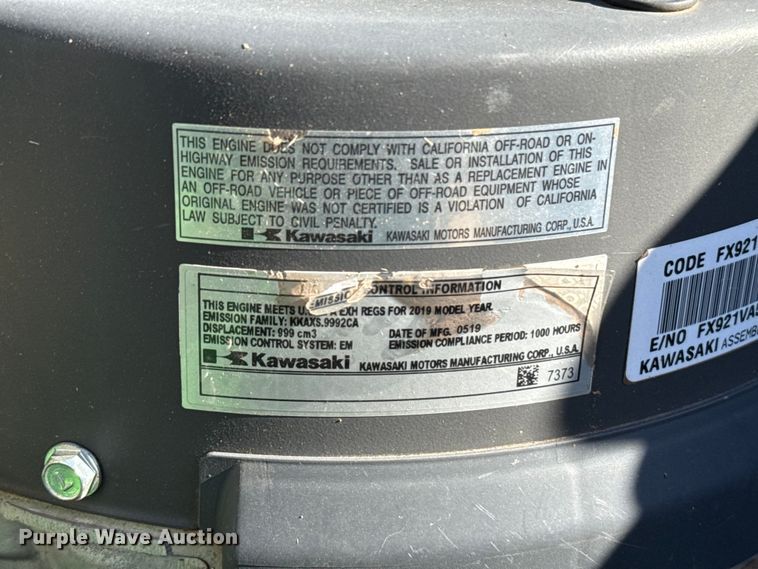 THIS ENGINE DOES NOT COMPLY WITH CALIFORNIA OFF-ROAD OR ON-
HIGHWAY EMISSION REQUIREMENTS. SALE OR INSTALLATION OF THIS
ENGINE FOR ANY PURPOSE OTHER THAN AS A REPLACEMENT ENGINE IN
AN OFF-ROAD VEHICLE OR PIECE OF OFF-ROAD EQUIPMENT WHOSE
ORIGINAL ENGINE WAS NOT CERTIFIED IS A VIOLATION OF CALIFORNIA
LAW SUBJECT TO CIVIL PENALTY.
Kawasaki KAWASAKI MOTORS MANUFACTURING CORP., U.S.A.
EMISSION CONTROL INFORMATION
THIS ENGINE MEETS U.S. EXH REGS FOR 2019 MODEL YEAR.
EMISSION FAMILY: KKAXS.9992CA
DISPLACEMENT: 999 cm3 DATE OF MFG. 0519
EMISSION CONTROL SYSTEM: EM EMISSION COMPLIANCE PERIOD: 1000 HOURS
Kawasaki KAWASAKI MOTORS MANUFACTURING CORP., U.S.A.
7373
CODE FX921
E/NO FX921VA
KAWASAKI ASSEMB
Purple Wave Auction